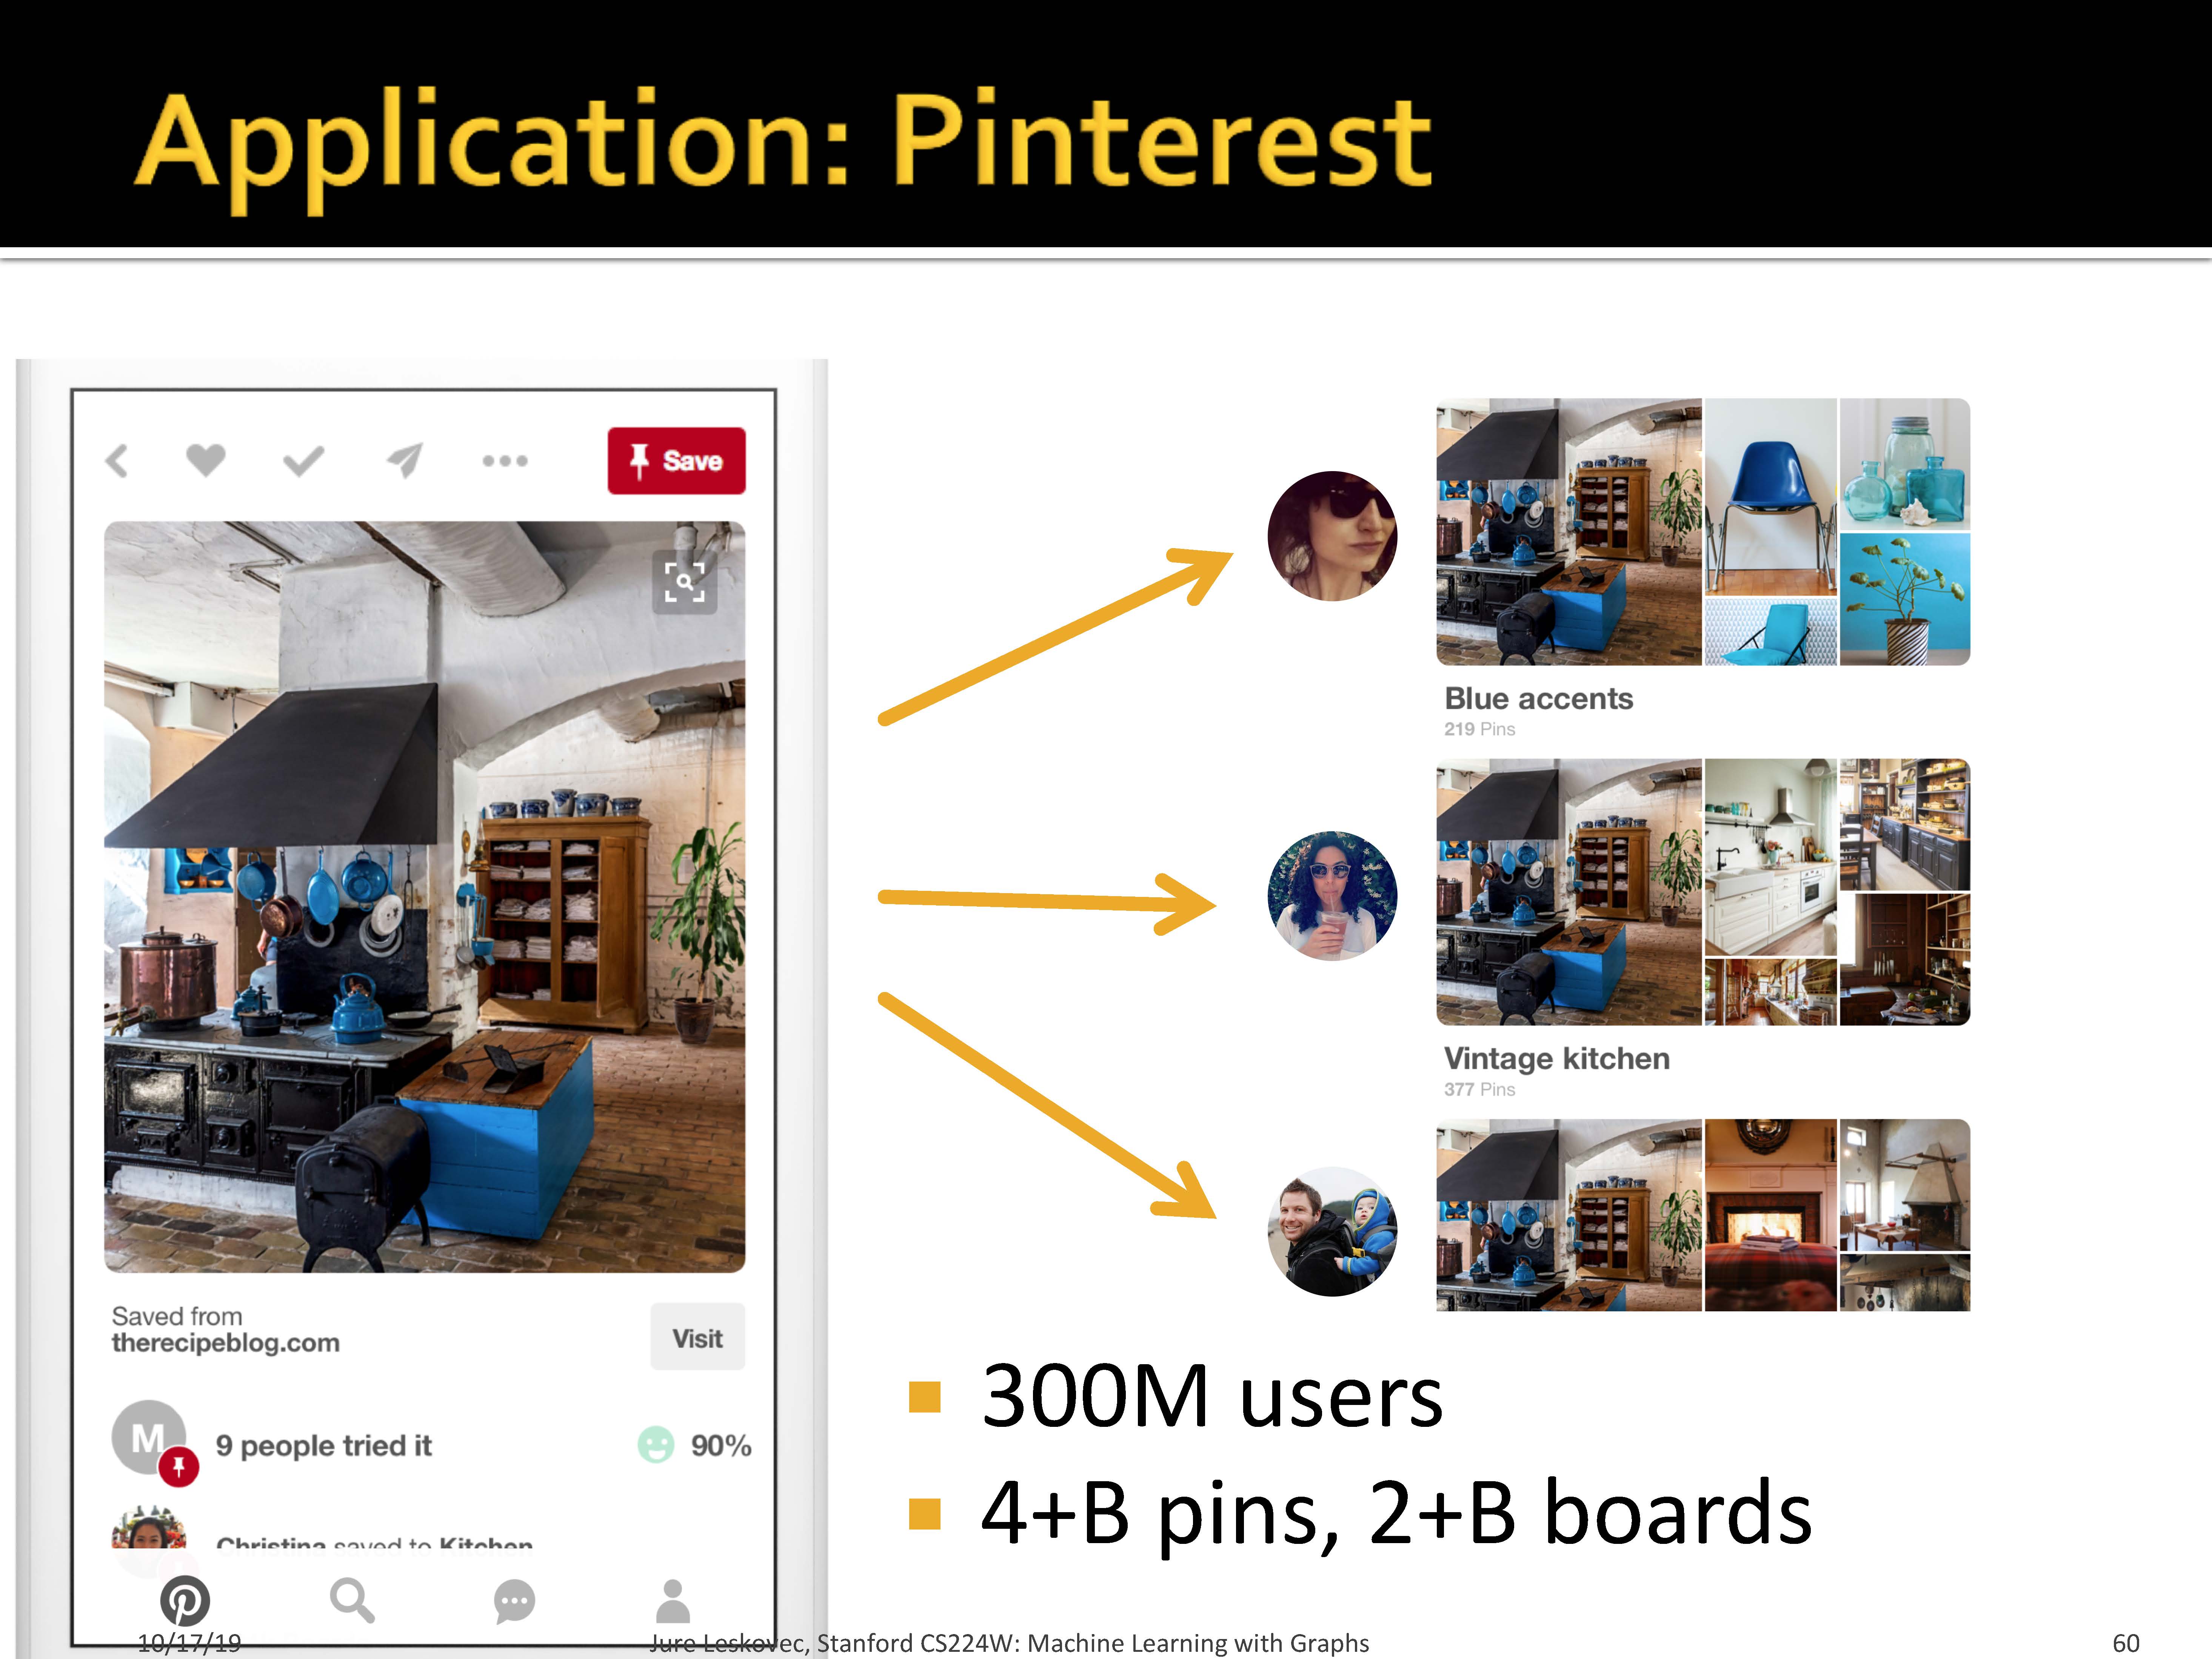 Application: Pinterest
Save
Saved from
therecipeblog.com
Visit
M
9 people tried it
90%
Christina saved to Kitchen
Blue accents
219 Pins
Vintage kitchen
377 Pins
300M users
4+B pins, 2+B boards
10/17/19
Jure Leskovec, Stanford CS224W: Machine Learning with Graphs
60